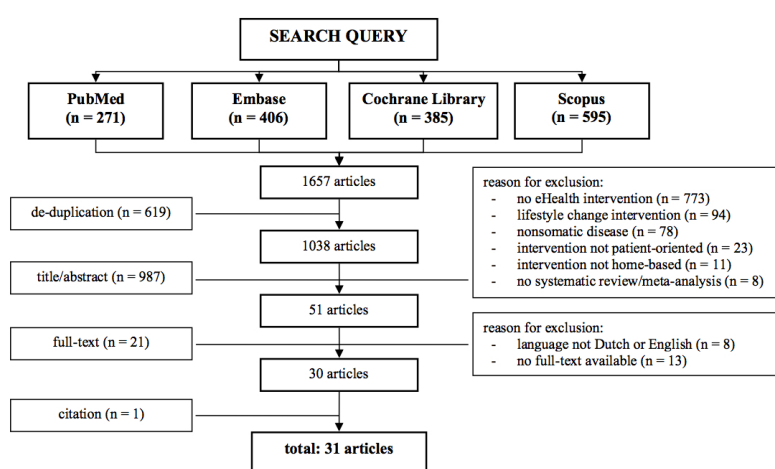 SEARCH QUERY
PubMed
(n = 271)
Embase
(n = 406)
Cochrane Library
(n = 385)
Scopus
(n = 595)
1657 articles
de-duplication (n = 619)
1038 articles
reason for exclusion:
- no eHealth intervention (n = 773)
- lifestyle change intervention (n = 94)
- nonsomatic disease (n = 78)
- intervention not patient-oriented (n = 23)
- intervention not home-based (n = 11)
- no systematic review/meta-analysis (n = 8)
title/abstract (n = 987)
51 articles
full-text (n = 21)
reason for exclusion:
- language not Dutch or English (n = 8)
- no full-text available (n = 13)
30 articles
citation (n = 1)
total: 31 articles